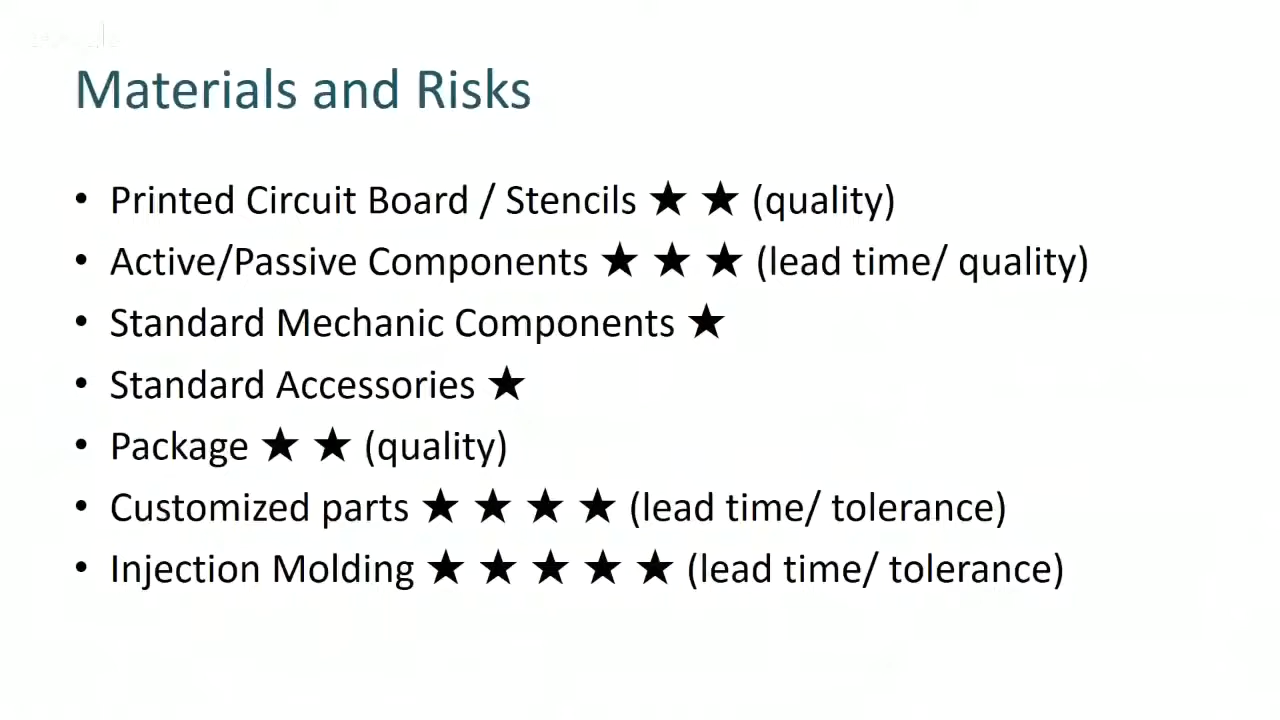 Materials and Risks
• Printed Circuit Board / Stencils ★ ★ (quality)
• Active/Passive Components ★ ★ ★ (lead time/ quality)
• Standard Mechanic Components ★
• Standard Accessories ★
• Package ★ ★ (quality)
• Customized parts ★ ★ ★ ★ (lead time/ tolerance)
• Injection Molding ★ ★ ★ ★ ★ (lead time/ tolerance)